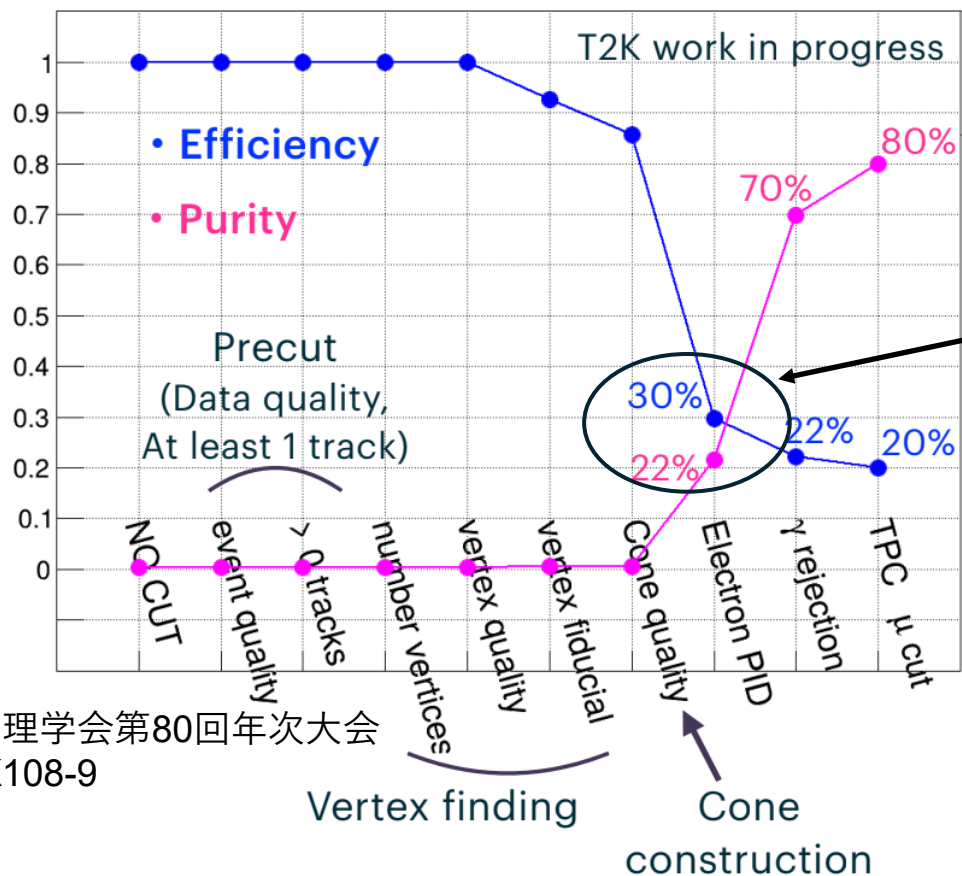 T2K work in progress
1
0.9
0.8
0.7
0.6
0.5
0.4
0.3
0.2
0.1
0
• Efficiency
• Purity
80%
70%
Precut
(Data quality,
At least 1 track)
30%
22%
22%
20%
NO CUT
event quality
> 0 tracks
number vertices
vertex quality
vertex fiducial
Cone quality
Electron PID
γ rejection
TPC μ cut
理学会第80回年次大会
108-9
Vertex finding
Cone
construction